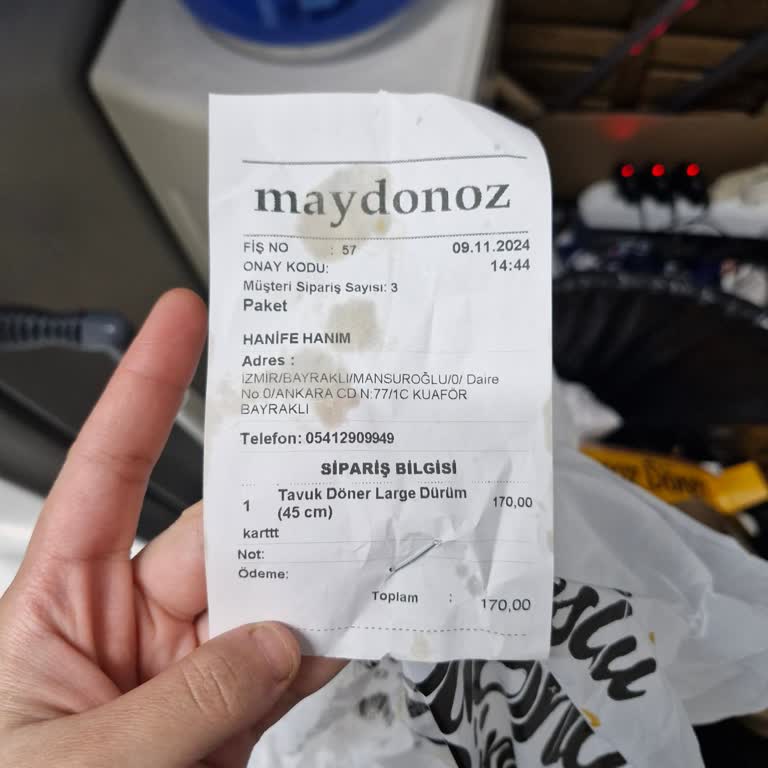 maydonoz
FİŞ NO : 57 09.11.2024
ONAY KODU: 14:44
Müşteri Sipariş Sayısı: 3
Paket
HANİFE HANIM
Adres :
İZMİR/BAYRAKLI/MANSUROĞLU/0/ Daire
No:0/ANKARA CD N:77/1C KUAFÖR
BAYRAKLI
Telefon: 05412909949
SİPARİŞ BİLGİSİ
1 Tavuk Döner Large Dürüm 170,00
(45 cm)
karttt
Not:
Ödeme:
Toplam : 170,00